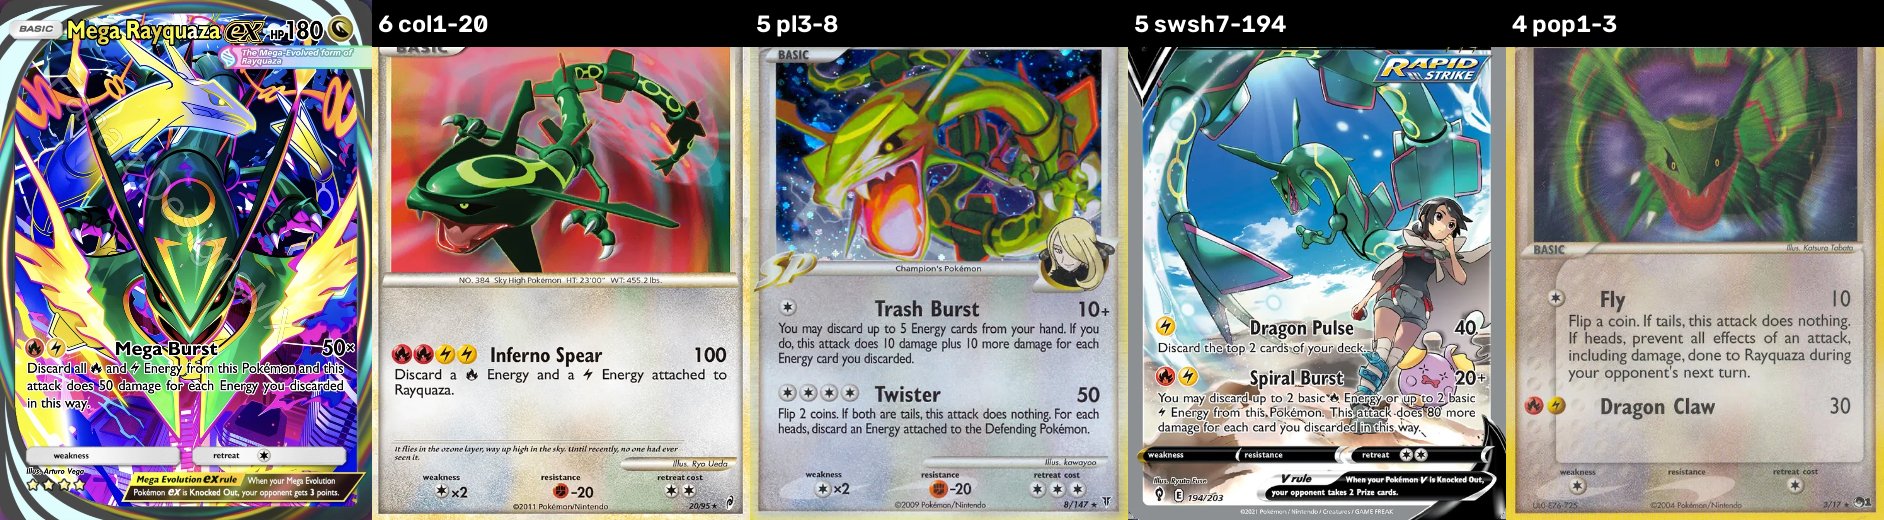 BASIC Mega Rayquaza ex HP180
The Mega-Evolved form of
Rayquaza
Mega Burst 50×
Discard all and Energy from this Pokémon and this
attack does 50 damage for each Energy you discarded
in this way.
weakness retreat
Illus. Arturo Vega
Mega Evolution ex rule When your Mega Evolution
Pokémon ex is Knocked Out, your opponent gets 3 points.
6 col1-20
BASIC
NO. 384 Sky High Pokémon HT: 23'00" WT: 455.2 lbs.
Inferno Spear 100
Discard a Energy and a Energy attached to
Rayquaza.
It flies in the ozone layer, way up high in the sky. Until recently, no one had ever
seen it.
Illus. Ryo Ueda
weakness resistance retreat cost
×2 -20
©2011 Pokémon/Nintendo 20/95
5 pl3-8
BASIC
SP
Champion's Pokémon
Trash Burst 10+
You may discard up to 5 Energy cards from your hand. If you
do, this attack does 10 damage plus 10 more damage for each
Energy card you discarded.
Twister 50
Flip 2 coins. If both are tails, this attack does nothing. For each
heads, discard an Energy attached to the Defending Pokémon.
Illus. kawayoo
weakness resistance retreat cost
×2 -20
©2009 Pokémon/Nintendo 8/147
5 swsh7-194
RAPID
STRIKE
Dragon Pulse 40
Discard the top 2 cards of your deck.
Spiral Burst 20+
You may discard up to 2 basic Energy or up to 2 basic
Energy from this Pokémon. This attack does 80 more
damage for each card you discarded in this way.
weakness resistance retreat
Illus. Ryuta Fuse
E 194/203
V rule When your Pokémon V is Knocked Out,
your opponent takes 2 Prize cards.
©2021 Pokémon / Nintendo / Creatures / GAME FREAK
4 pop1-3
BASIC Illus. Katsura Tabata
Fly 10
Flip a coin. If tails, this attack does nothing.
If heads, prevent all effects of an attack,
including damage, done to Rayquaza during
your opponent's next turn.
Dragon Claw 30
weakness resistance retreat cost
©2004 Pokémon/Nintendo 3/17